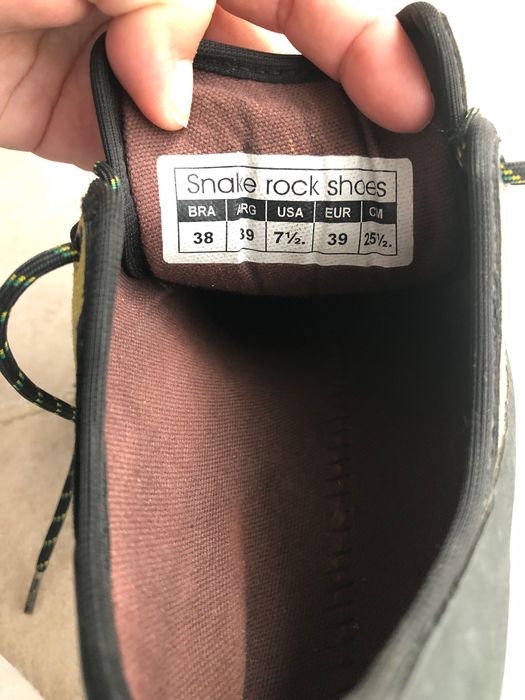 Snake rock shoes
BRA ARG USA EUR CM
38 39 7½. 39 25½.